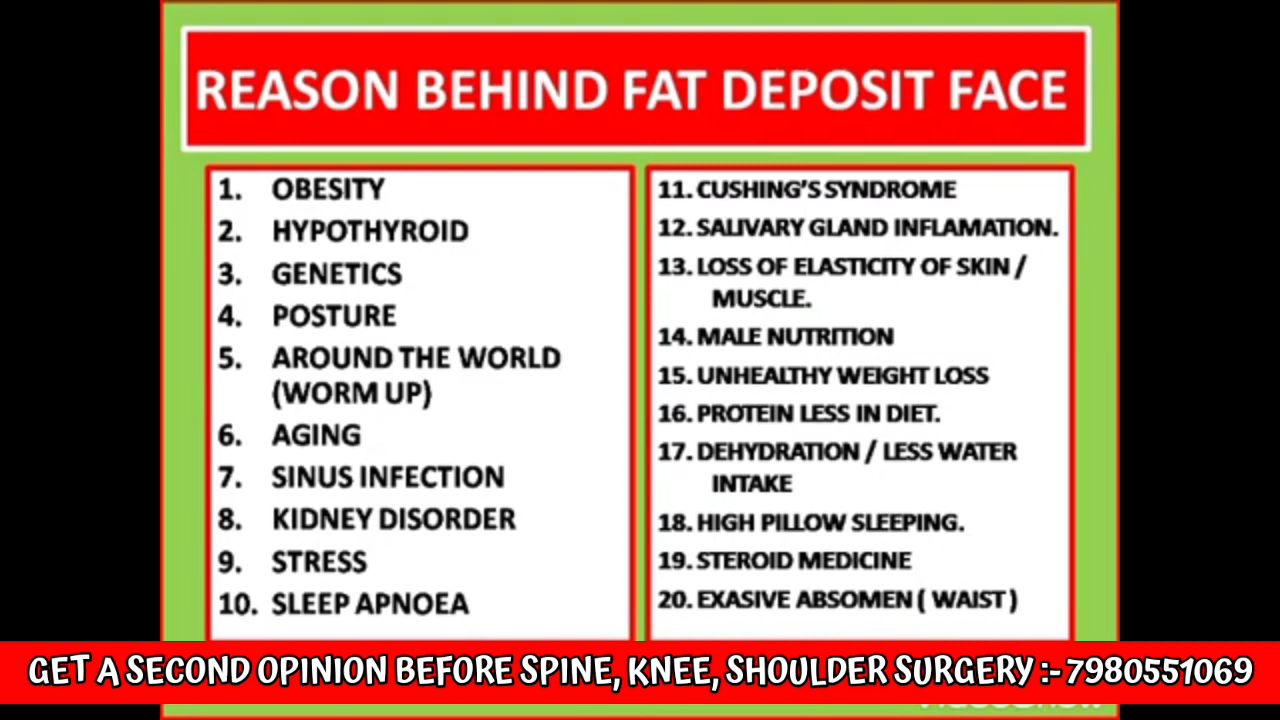 REASON BEHIND FAT DEPOSIT FACE
1. OBESITY
2. HYPOTHYROID
3. GENETICS
4. POSTURE
5. AROUND THE WORLD
(WORM UP)
6. AGING
7. SINUS INFECTION
8. KIDNEY DISORDER
9. STRESS
10. SLEEP APNOEA
11. CUSHING'S SYNDROME
12. SALIVARY GLAND INFLAMATION.
13. LOSS OF ELASTICITY OF SKIN /
MUSCLE.
14. MALE NUTRITION
15. UNHEALTHY WEIGHT LOSS
16. PROTEIN LESS IN DIET.
17. DEHYDRATION / LESS WATER
INTAKE
18. HIGH PILLOW SLEEPING.
19. STEROID MEDICINE
20. EXASIVE ABSOMEN ( WAIST )
GET A SECOND OPINION BEFORE SPINE, KNEE, SHOULDER SURGERY :- 7980551069